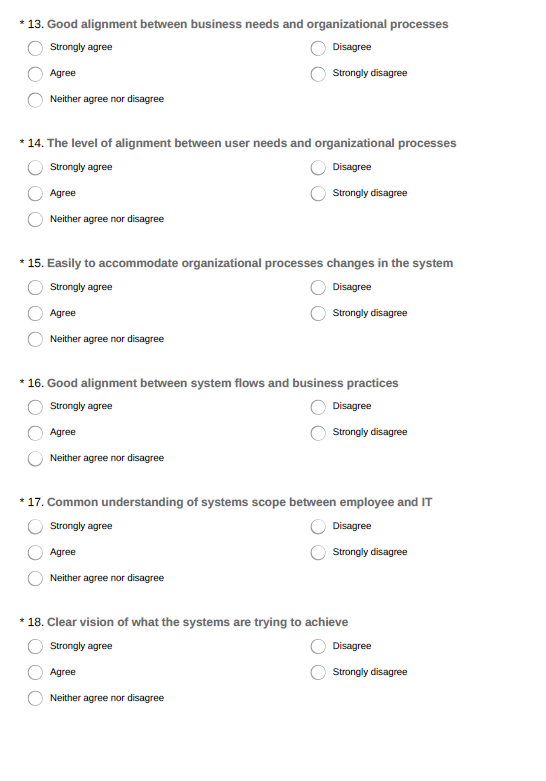 * 13. Good alignment between business needs and organizational processes
Strongly agree
Disagree
Agree
Strongly disagree
Neither agree nor disagree
* 14. The level of alignment between user needs and organizational processes
Strongly agree
Disagree
Agree
Strongly disagree
Neither agree nor disagree
* 15. Easily to accommodate organizational processes changes in the system
Strongly agree
Disagree
Agree
Strongly disagree
Neither agree nor disagree
* 16. Good alignment between system flows and business practices
Strongly agree
Disagree
Agree
Strongly disagree
Neither agree nor disagree
* 17. Common understanding of systems scope between employee and IT
Strongly agree
Disagree
Agree
Strongly disagree
Neither agree nor disagree
* 18. Clear vision of what the systems are trying to achieve
Strongly agree
Disagree
Agree
Strongly disagree
Neither agree nor disagree